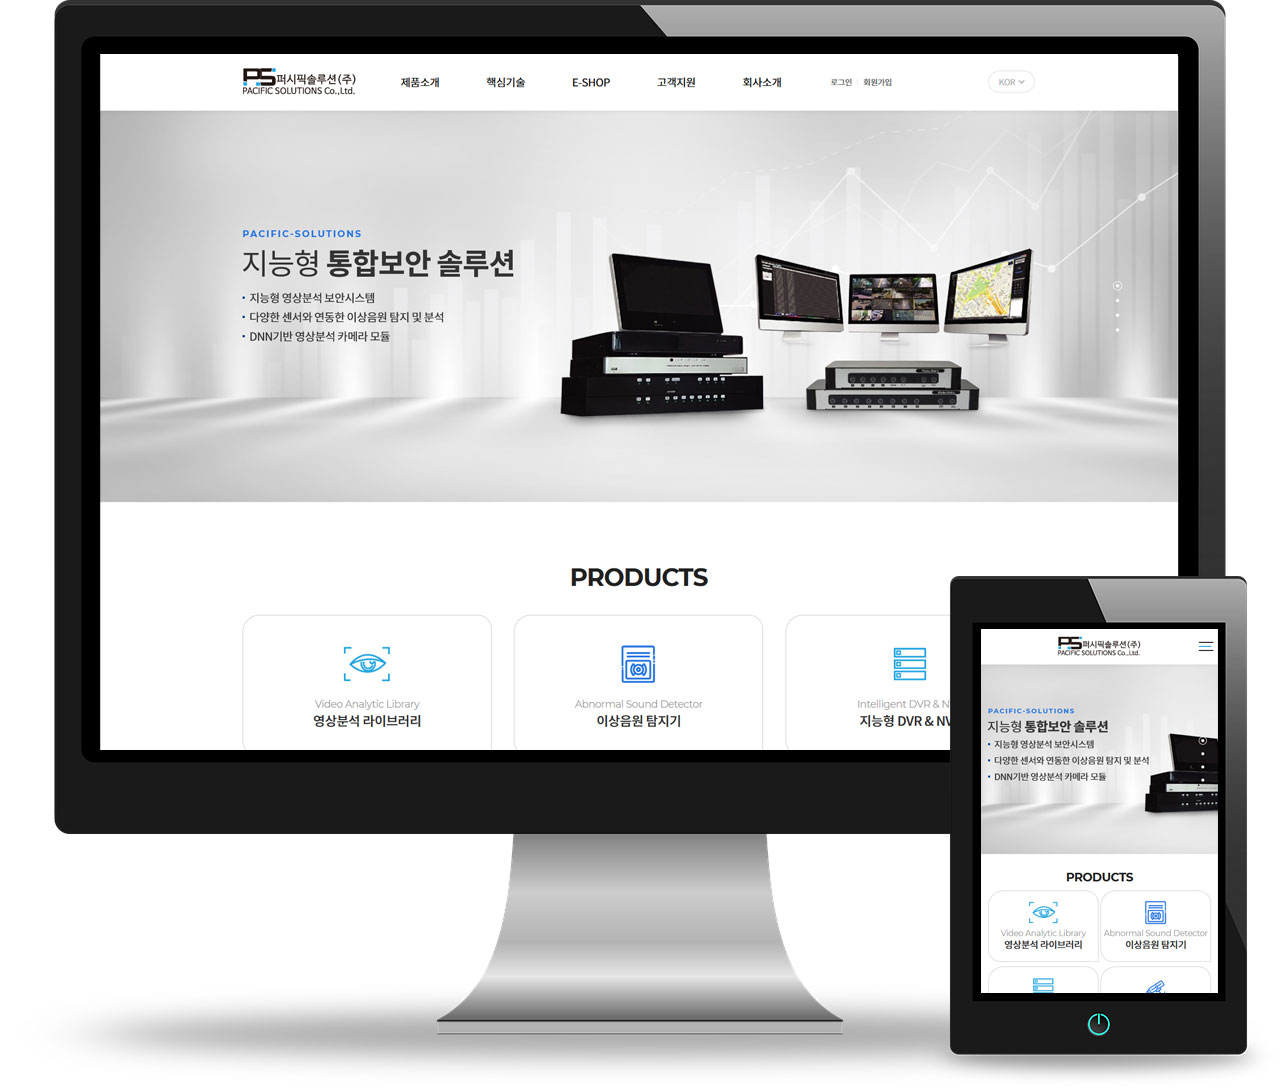 PS 퍼시픽솔루션(주)
PACIFIC SOLUTIONS Co.,Ltd.
제품소개
핵심기술
E-SHOP
고객지원
회사소개
로그인
회원가입
KOR
PACIFIC-SOLUTIONS
지능형 통합보안 솔루션
지능형 영상분석 보안시스템
다양한 센서와 연동한 이상음원 탐지 및 분석
DNN기반 영상분석 카메라 모듈
PRODUCTS
Video Analytic Library
영상분석 라이브러리
Abnormal Sound Detector
이상음원 탐지기
Intelligent DVR & N
지능형 DVR & NV
PS 퍼시픽솔루션(주)
PACIFIC SOLUTIONS Co.,Ltd.
PACIFIC-SOLUTIONS
지능형 통합보안 솔루션
지능형 영상분석 보안시스템
다양한 센서와 연동한 이상음원 탐지 및 분석
DNN기반 영상분석 카메라 모듈
PRODUCTS
Video Analytic Library
영상분석 라이브러리
Abnormal Sound Detector
이상음원 탐지기